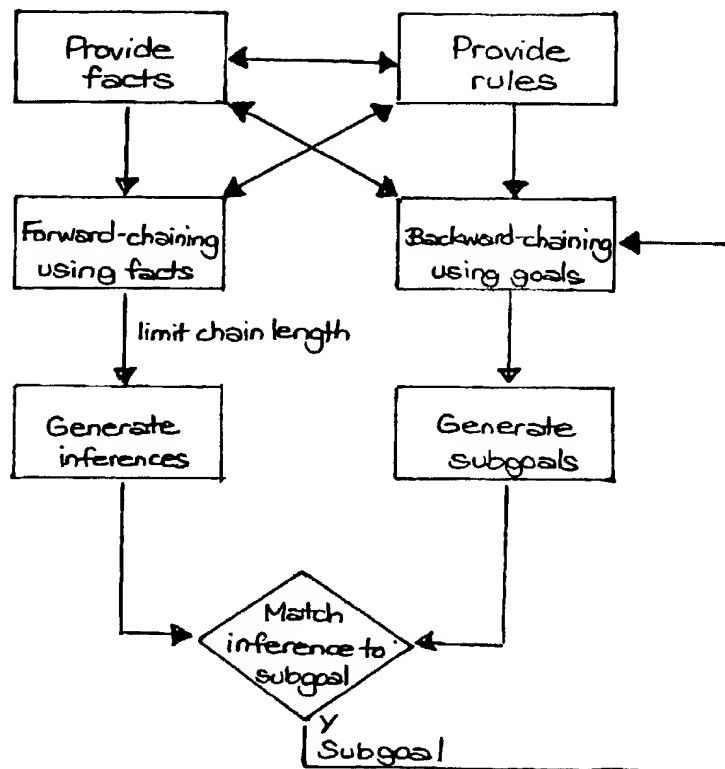 Provide
facts
Provide
rules
Forward-chaining
using facts
Backward-chaining
using goals
limit chain length
Generate
inferences
Generate
subgoals
Match
inference to
subgoal
Y
Subgoal